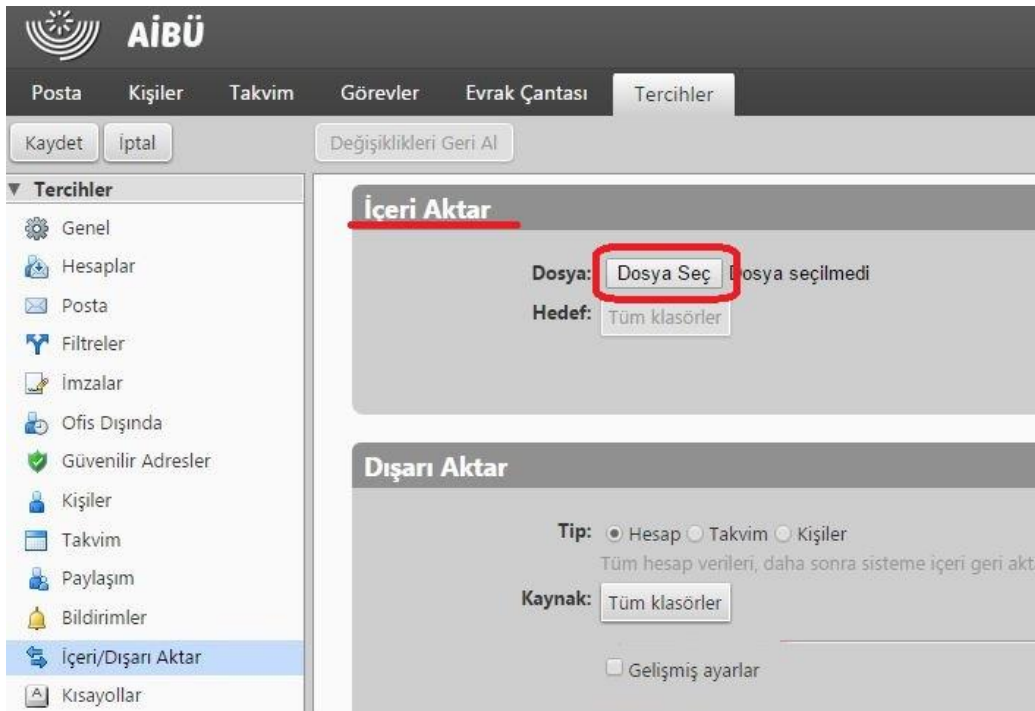 AİBÜ
Posta Kişiler Takvim Görevler Evrak Çantası Tercihler
Kaydet İptal Değişiklikleri Geri Al
Tercihler
Genel
Hesaplar
Posta
Filtreler
İmzalar
Ofis Dışında
Güvenilir Adresler
Kişiler
Takvim
Paylaşım
Bildirimler
İçeri/Dışarı Aktar
Kısayollar
İçeri Aktar
Dosya: Dosya Seç Dosya seçilmedi
Hedef: Tüm klasörler
Dışarı Aktar
Tip: Hesap Takvim Kişiler
Tüm hesap verileri, daha sonra sisteme içeri geri akt
Kaynak: Tüm klasörler
Gelişmiş ayarlar